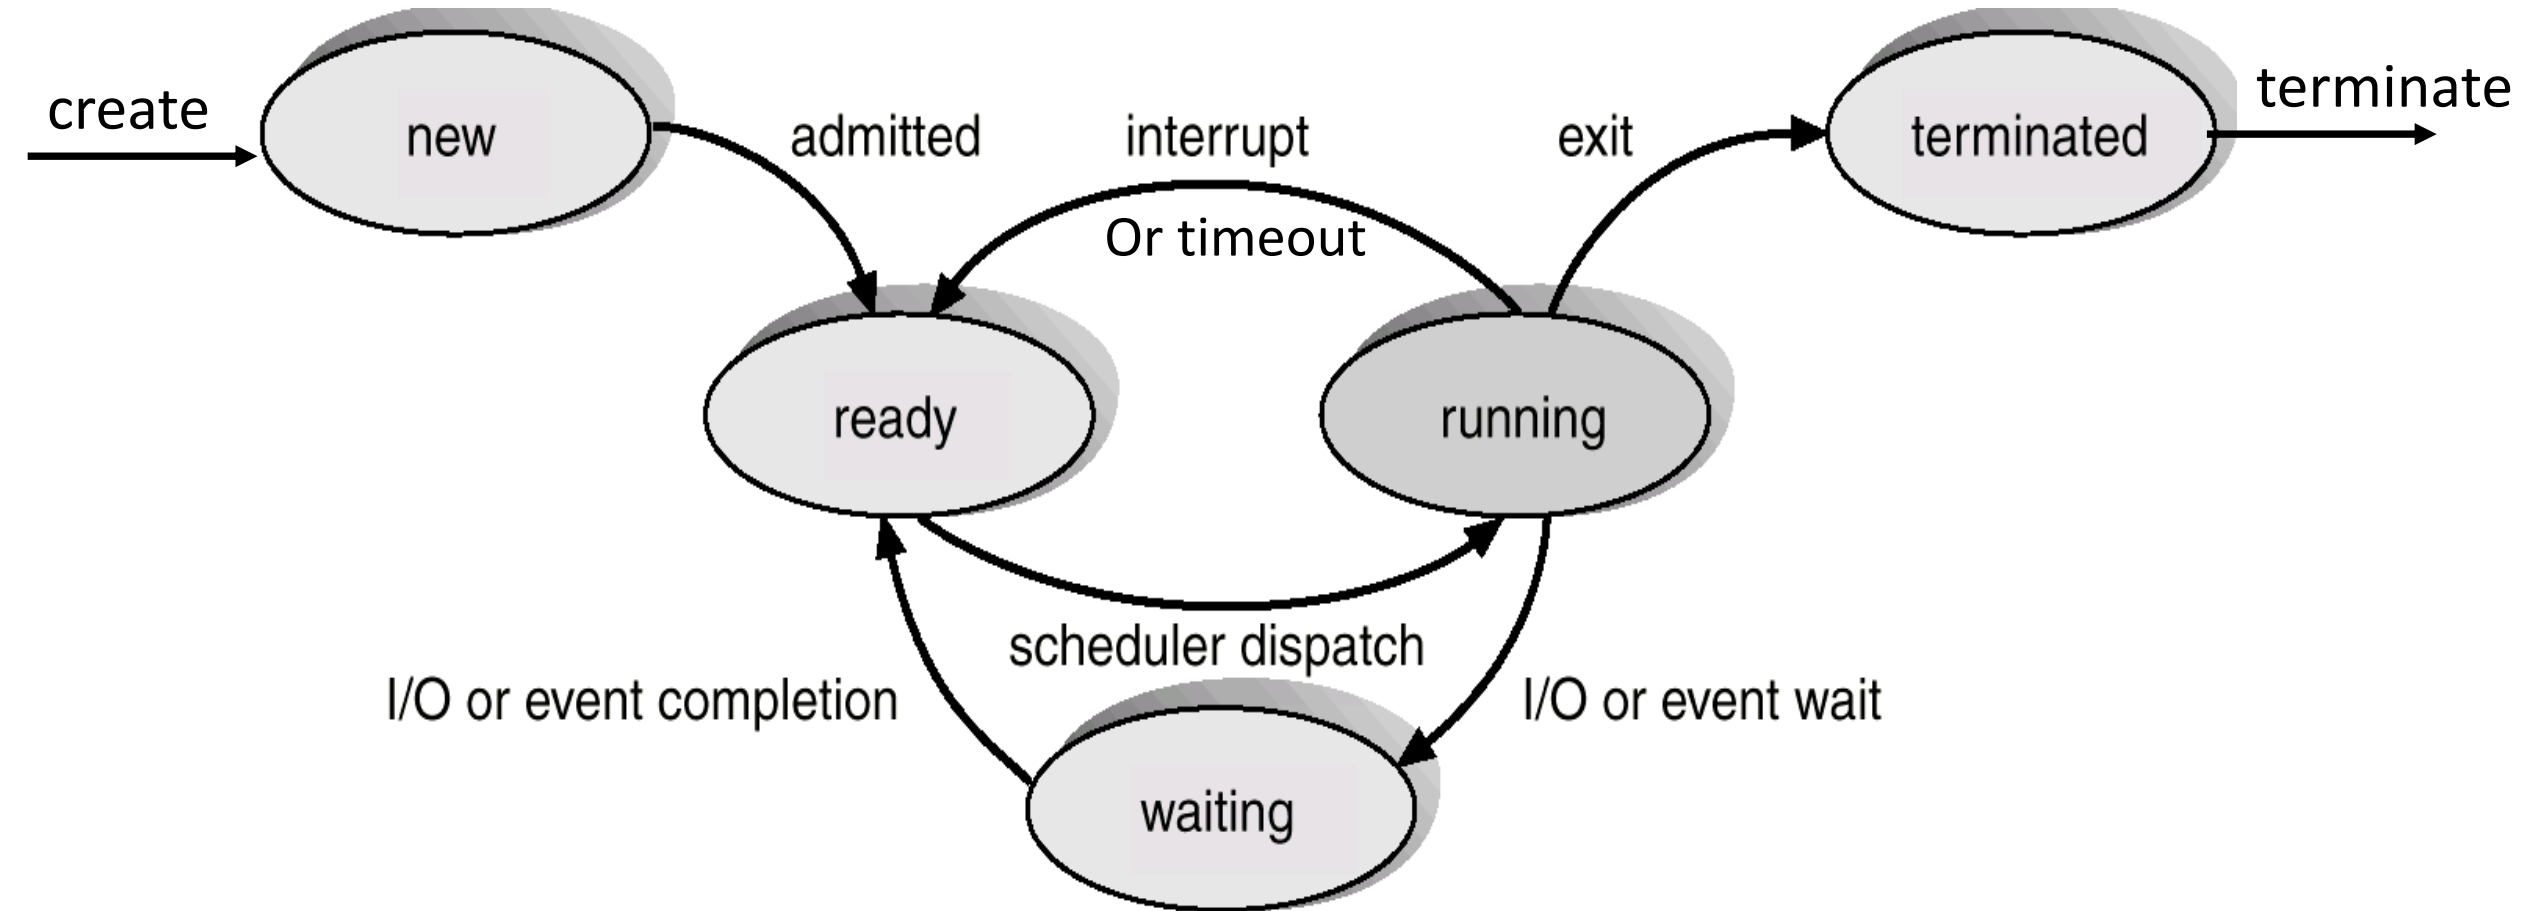 create
new
admitted
interrupt
Or timeout
exit
terminated
terminate
ready
running
scheduler dispatch
I/O or event completion
I/O or event wait
waiting